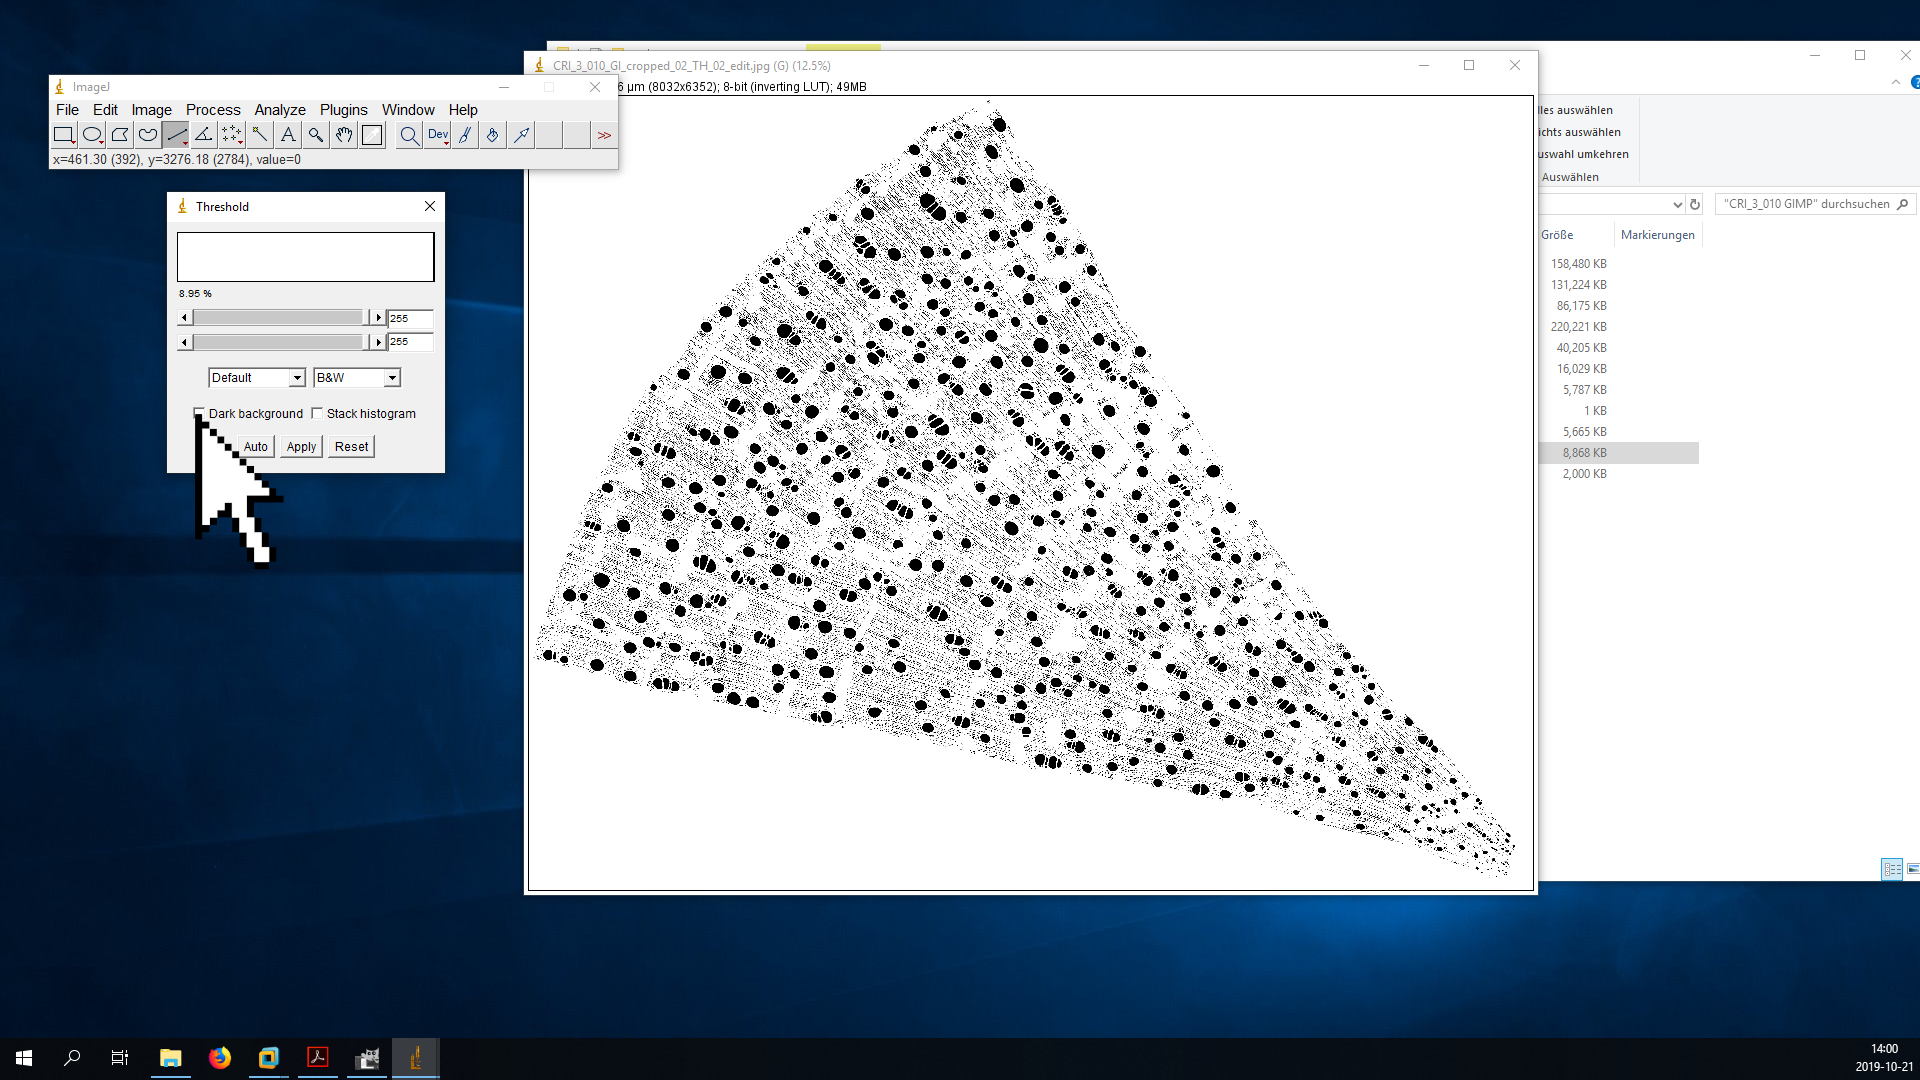 CRI_3_010_GI_cropped_02_TH_02_edit.jpg (G) (12.5%)
6 µm (8032x6352); 8-bit (inverting LUT); 49MB
ImageJ
File Edit Image Process Analyze Plugins Window Help
A Dev >>
x=461.30 (392), y=3276.18 (2784), value=0
Threshold
8.95 %
255
255
Default B&W
Dark background Stack histogram
Auto Apply Reset
lles auswählen
ichts auswählen
uswahl umkehren
Auswählen
"CRI_3_010 GIMP" durchsuchen
Größe Markierungen
158,480 KB
131,224 KB
86,175 KB
220,221 KB
40,205 KB
16,029 KB
5,787 KB
1 KB
5,665 KB
8,868 KB
2,000 KB
14:00
2019-10-21